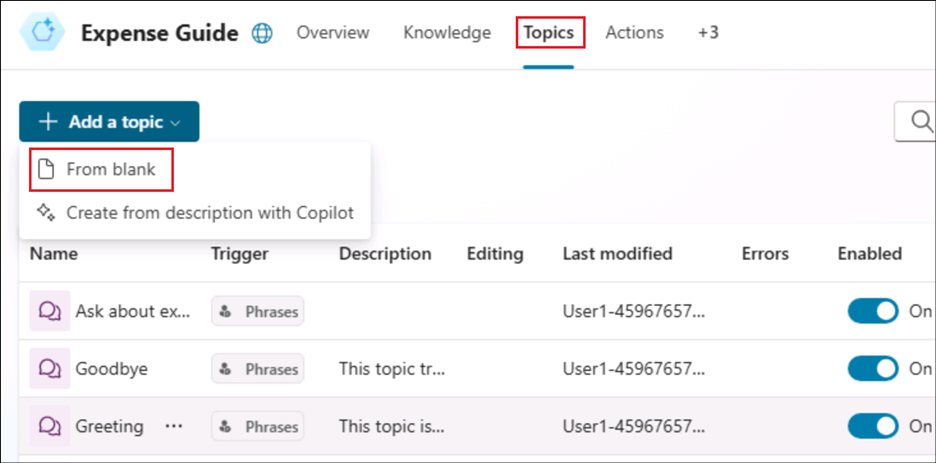 Expense Guide Overview Knowledge Topics Actions +3
Add a topic
From blank
Create from description with Copilot
Name Trigger Description Editing Last modified Errors Enabled
Ask about ex... Phrases User1-45967657... On
Goodbye Phrases This topic tr... User1-45967657... On
Greeting ... Phrases This topic is... User1-45967657... On